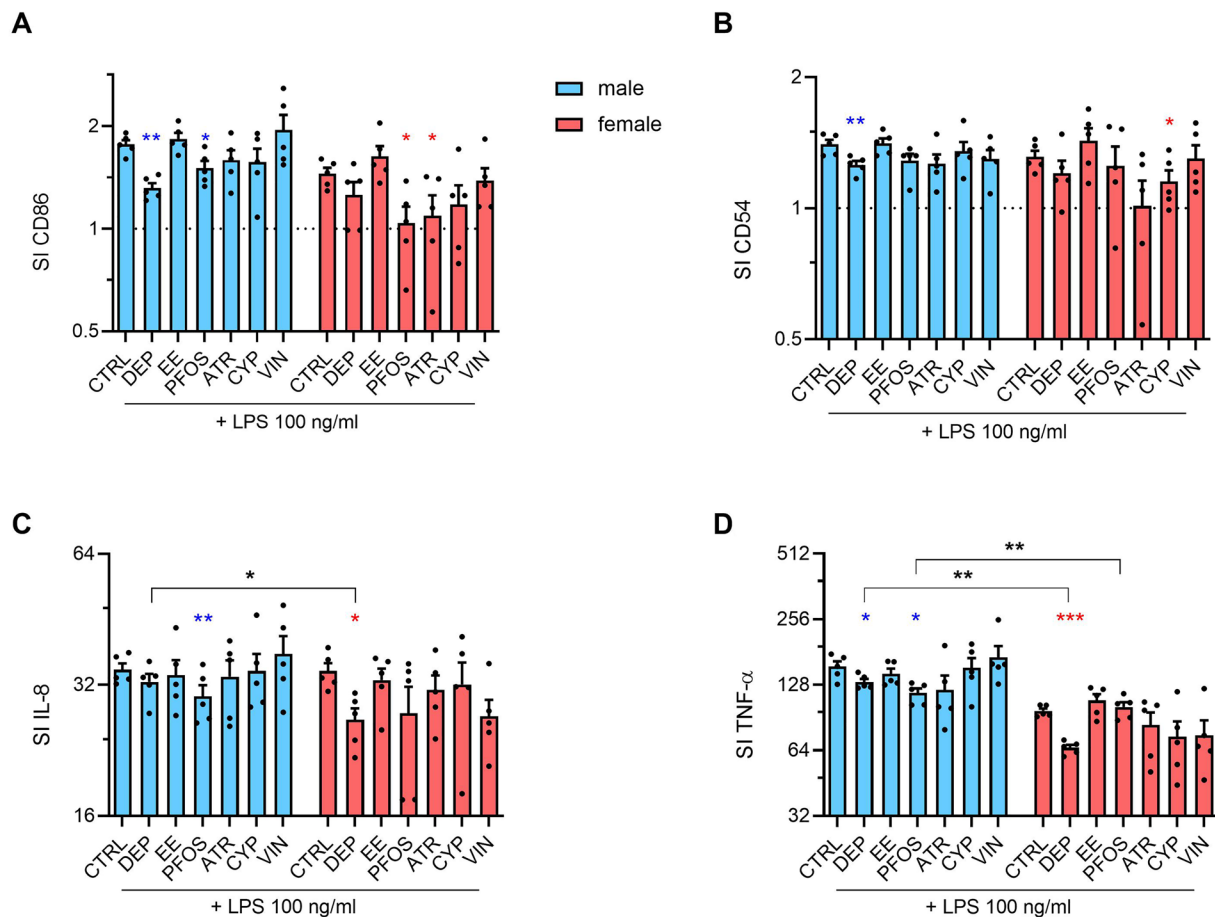 A
B
SI CD86
2
1
0.5
** * * *
CTRL DEP EE PFOS ATR CYP VIN CTRL DEP EE PFOS ATR CYP VIN
+ LPS 100 ng/ml
male
female
SI CD54
2
1
0.5
** *
CTRL DEP EE PFOS ATR CYP VIN CTRL DEP EE PFOS ATR CYP VIN
+ LPS 100 ng/ml
C
D
SI IL-8
64
32
16
*
** *
CTRL DEP EE PFOS ATR CYP VIN CTRL DEP EE PFOS ATR CYP VIN
+ LPS 100 ng/ml
SI TNF-α
512
256
128
64
32
**
**
* * ***
CTRL DEP EE PFOS ATR CYP VIN CTRL DEP EE PFOS ATR CYP VIN
+ LPS 100 ng/ml